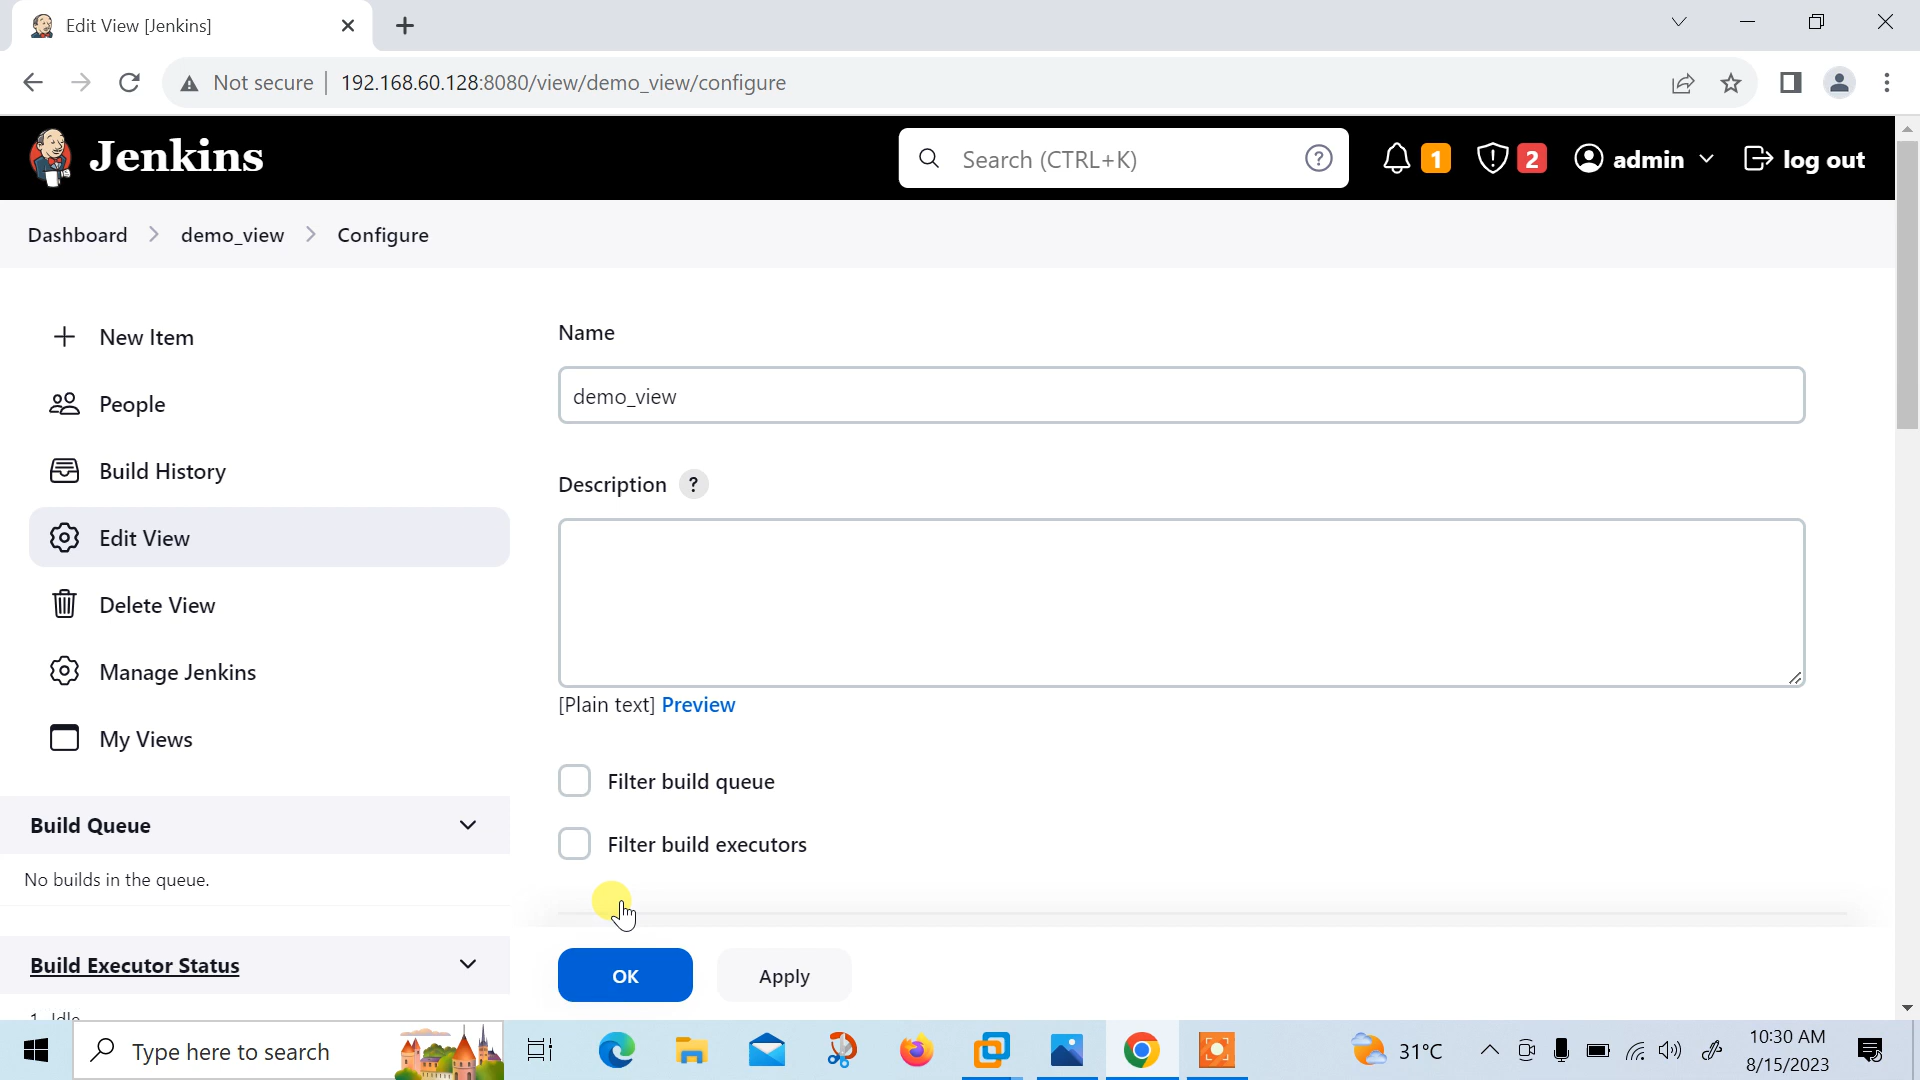 Edit View [Jenkins]
Not secure | 192.168.60.128:8080/view/demo_view/configure
Jenkins
Search (CTRL+K)
?
1
2
admin
log out
Dashboard > demo_view > Configure
New Item
People
Build History
Edit View
Delete View
Manage Jenkins
My Views
Build Queue
No builds in the queue.
Build Executor Status
1 Idle
Name
demo_view
Description ?
[Plain text] Preview
Filter build queue
Filter build executors
OK
Apply
Type here to search
31°C
10:30 AM
8/15/2023